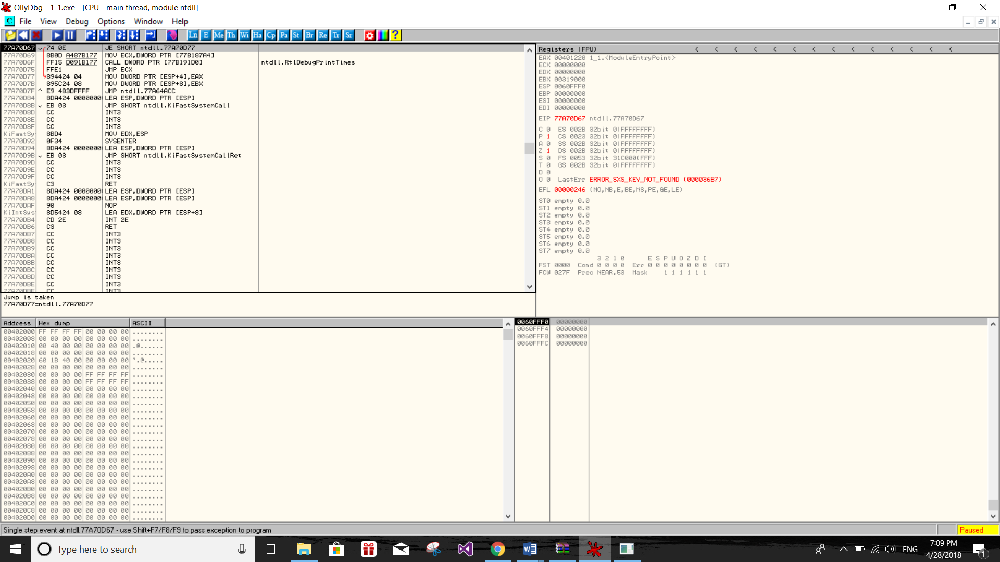 OllyDbg - 1_1.exe - [CPU - main thread, module ntdll]
C File View Debug Options Window Help
Ln E Me Th Wi Ha Cp Pa St Br Re Tr Sr ?
77A70D67 74 0E JE SHORT ntdll.77A70D77
77A70D69 8B0D A487B177 MOV ECX,DWORD PTR [77B187A4]
77A70D6F FF15 D091B177 CALL DWORD PTR [77B191D0] ntdll.RtlDebugPrintTimes
77A70D75 FFE1 JMP ECX
77A70D77 894424 04 MOV DWORD PTR [ESP+4],EAX
77A70D7B 895C24 08 MOV DWORD PTR [ESP+8],EBX
77A70D7F ^ E9 483DFFFF JMP ntdll.77A64ACC
77A70D84 8DA424 00000000 LEA ESP,DWORD PTR [ESP]
77A70D8B EB 03 JMP SHORT ntdll.KiFastSystemCall
77A70D8D CC INT3
77A70D8E CC INT3
77A70D8F CC INT3
KiFastSy 8BD4 MOV EDX,ESP
77A70D92 0F34 SYSENTER
77A70D94 8DA424 00000000 LEA ESP,DWORD PTR [ESP]
77A70D9B EB 03 JMP SHORT ntdll.KiFastSystemCallRet
77A70D9D CC INT3
77A70D9E CC INT3
77A70D9F CC INT3
KiFastSy C3 RET
77A70DA1 8DA424 00000000 LEA ESP,DWORD PTR [ESP]
77A70DA8 8DA424 00000000 LEA ESP,DWORD PTR [ESP]
77A70DAF 90 NOP
KiIntSys 8D5424 08 LEA EDX,DWORD PTR [ESP+8]
77A70DB4 CD 2E INT 2E
77A70DB6 C3 RET
77A70DB7 CC INT3
77A70DB8 CC INT3
77A70DB9 CC INT3
77A70DBA CC INT3
77A70DBB CC INT3
77A70DBC CC INT3
77A70DBD CC INT3
77A70DBE CC INT3
77A70DBF CC INT3
Jump is taken
77A70D77=ntdll.77A70D77
Registers (FPU) < < < < < < < < < < < < < <
EAX 00401220 1_1.<ModuleEntryPoint>
ECX 00000000
EDX 00000000
EBX 00319000
ESP 0060FFF0
EBP 00000000
ESI 00000000
EDI 00000000
EIP 77A70D67 ntdll.77A70D67
C 0 ES 002B 32bit 0(FFFFFFFF)
P 1 CS 0023 32bit 0(FFFFFFFF)
A 0 SS 002B 32bit 0(FFFFFFFF)
Z 1 DS 002B 32bit 0(FFFFFFFF)
S 0 FS 0053 32bit 31C000(FFF)
T 0 GS 002B 32bit 0(FFFFFFFF)
D 0
O 0 LastErr ERROR_SXS_KEY_NOT_FOUND (000036B7)
EFL 00000246 (NO,NB,E,BE,NS,PE,GE,LE)
ST0 empty 0.0
ST1 empty 0.0
ST2 empty 0.0
ST3 empty 0.0
ST4 empty 0.0
ST5 empty 0.0
ST6 empty 0.0
ST7 empty 0.0
3 2 1 0 E S P U O Z D I
FST 0000 Cond 0 0 0 0 Err 0 0 0 0 0 0 0 0 (GT)
FCW 027F Prec NEAR,53 Mask 1 1 1 1 1 1
Address Hex dump ASCII
00402000 FF FF FF FF 00 00 00 00 ........
00402008 00 00 00 00 00 00 00 00 ........
00402010 00 40 00 00 00 00 00 00 .@......
00402018 00 00 00 00 00 00 00 00 ........
00402020 60 1B 40 00 00 00 00 00 `.@.....
00402028 00 00 00 00 00 00 00 00 ........
00402030 00 00 00 00 FF FF FF FF ........
00402038 00 00 00 00 FF FF FF FF ........
00402040 00 00 00 00 00 00 00 00 ........
00402048 00 00 00 00 00 00 00 00 ........
00402050 00 00 00 00 00 00 00 00 ........
00402058 00 00 00 00 00 00 00 00 ........
00402060 00 00 00 00 00 00 00 00 ........
00402068 00 00 00 00 00 00 00 00 ........
00402070 00 00 00 00 00 00 00 00 ........
00402078 00 00 00 00 00 00 00 00 ........
00402080 00 00 00 00 00 00 00 00 ........
00402088 00 00 00 00 00 00 00 00 ........
00402090 00 00 00 00 00 00 00 00 ........
00402098 00 00 00 00 00 00 00 00 ........
004020A0 00 00 00 00 00 00 00 00 ........
004020A8 00 00 00 00 00 00 00 00 ........
004020B0 00 00 00 00 00 00 00 00 ........
004020B8 00 00 00 00 00 00 00 00 ........
004020C0 00 00 00 00 00 00 00 00 ........
004020C8 00 00 00 00 00 00 00 00 ........
004020D0 00 00 00 00 00 00 00 00 ........
0060FFF0 00000000
0060FFF4 00000000
0060FFF8 00000000
0060FFFC 00000000
Single step event at ntdll.77A70D67 - use Shift+F7/F8/F9 to pass exception to program
Paused
Type here to search
ENG
7:09 PM
4/28/2018
1